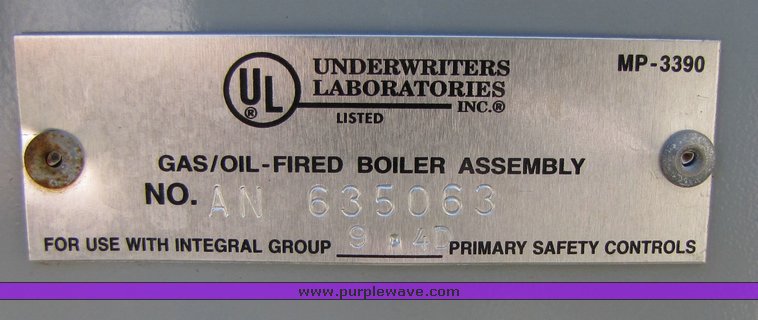 UL ®
UNDERWRITERS
LABORATORIES
INC.®
LISTED
MP-3390
GAS/OIL-FIRED BOILER ASSEMBLY
NO. AN 635063
FOR USE WITH INTEGRAL GROUP 9 • 4D PRIMARY SAFETY CONTROLS
www.purplewave.com